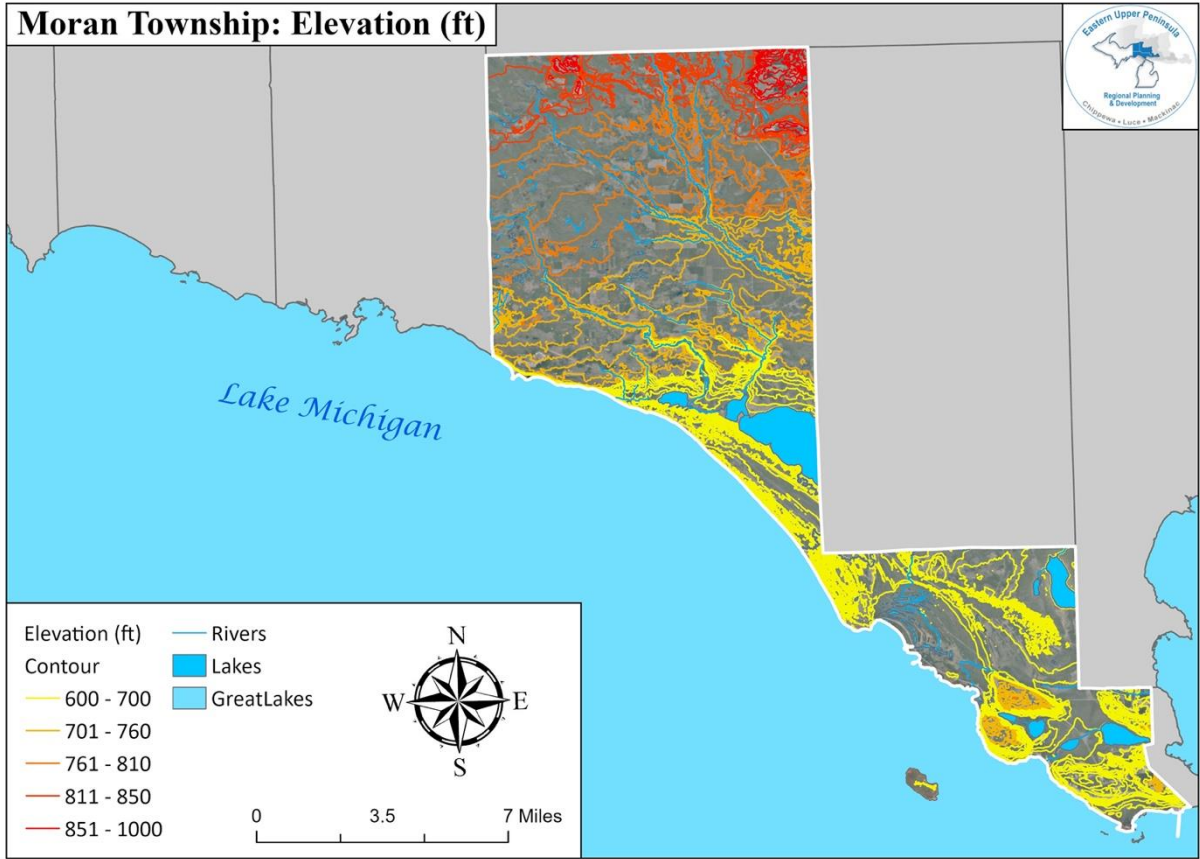 Moran Township: Elevation (ft)
Eastern Upper Peninsula
Regional Planning
& Development
Chippewa • Luce • Mackinac
Lake Michigan
Elevation (ft)
Contour
600 - 700
701 - 760
761 - 810
811 - 850
851 - 1000
Rivers
Lakes
GreatLakes
N
W
E
S
0 3.5 7 Miles